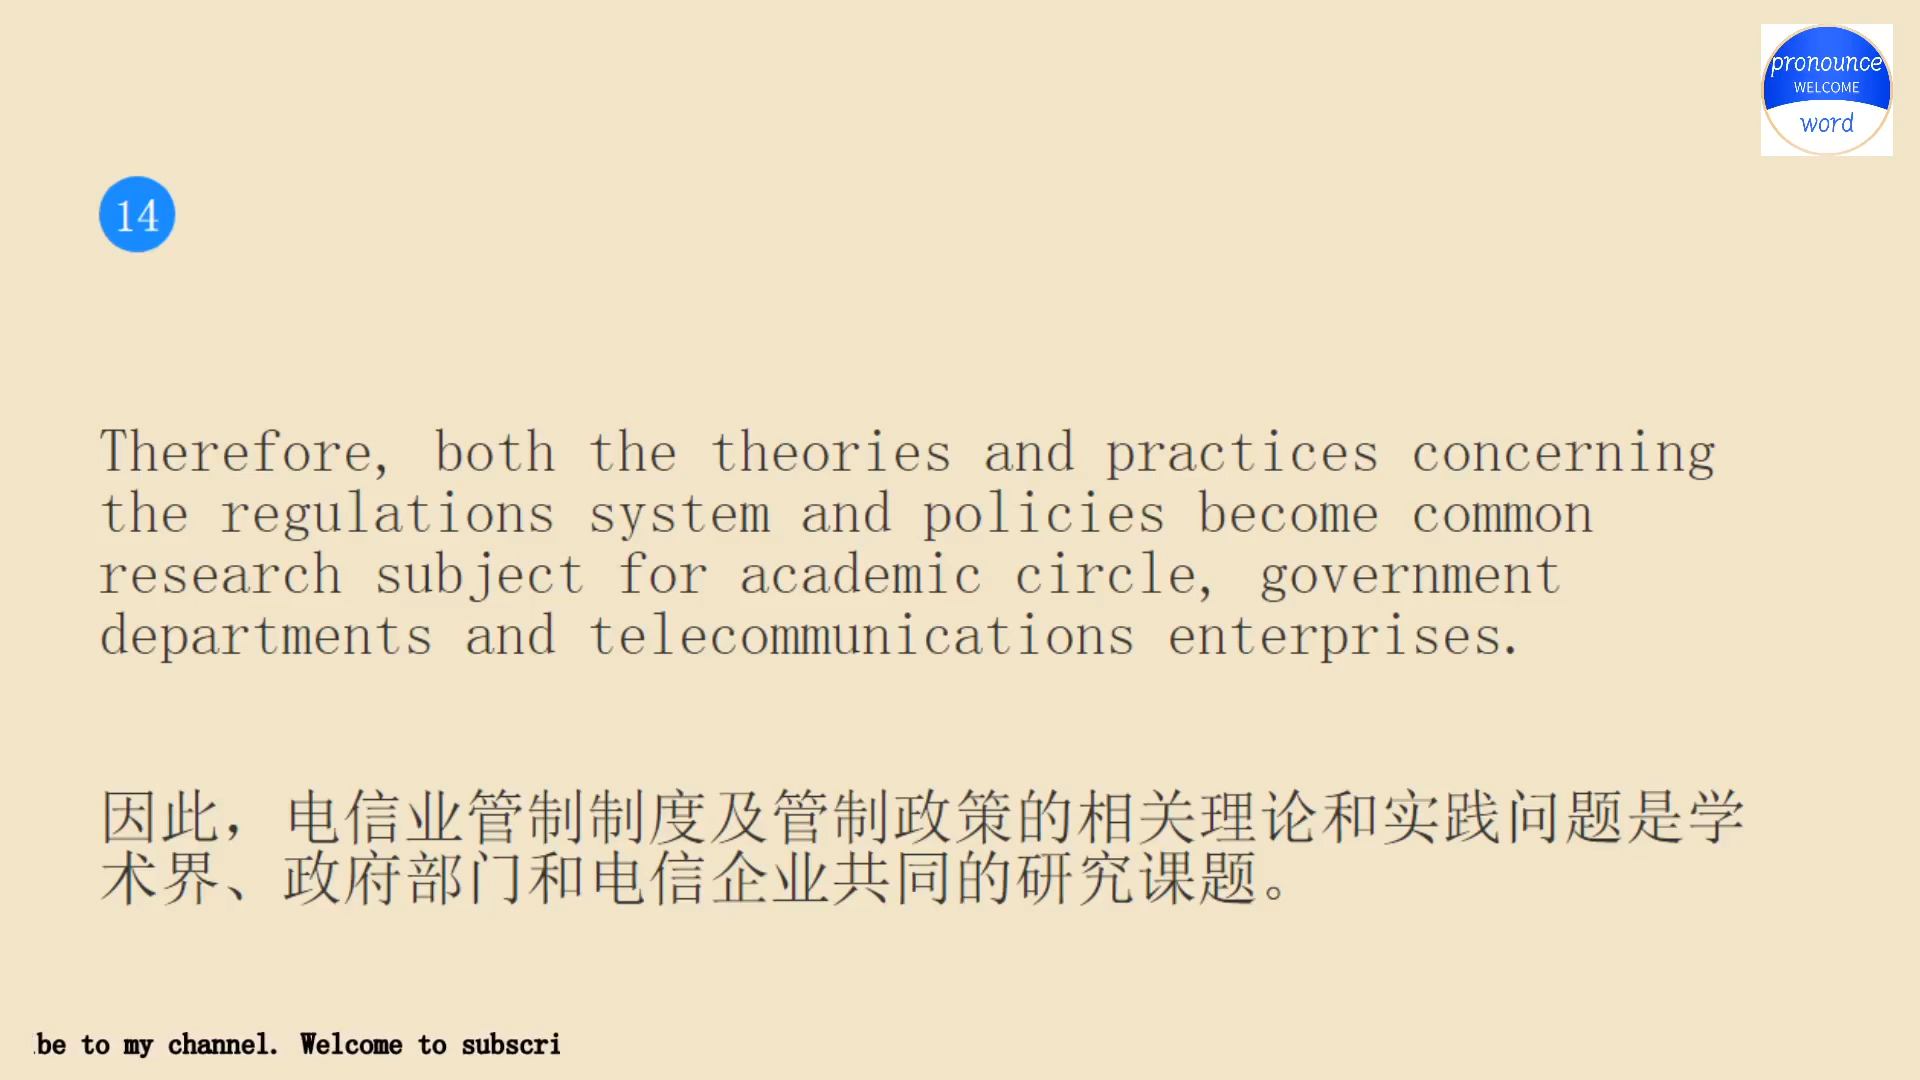 pronounce
WELCOME
word
14
Therefore, both the theories and practices concerning
the regulations system and policies become common
research subject for academic circle, government
departments and telecommunications enterprises.
因此，电信业管制制度及管制政策的相关理论和实践问题是学
术界、政府部门和电信企业共同的研究课题。
be to my channel. Welcome to subscri